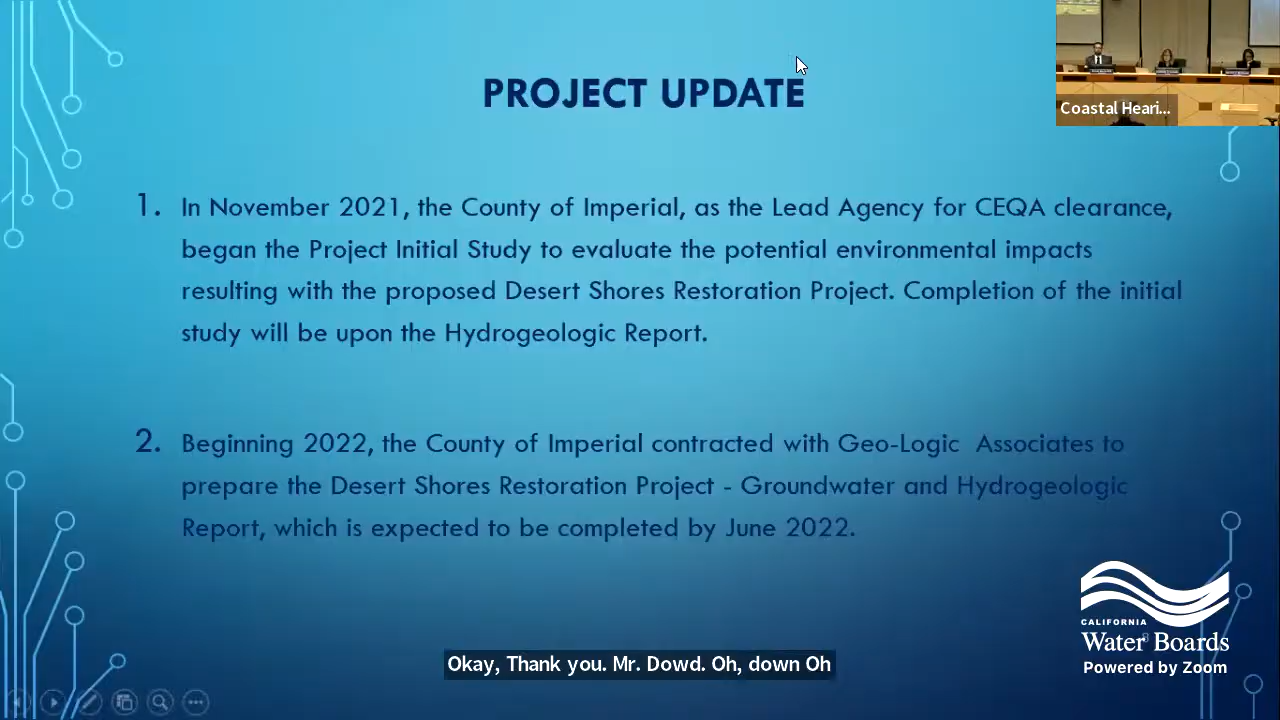 PROJECT UPDATE
Coastal Heari...
1. In November 2021, the County of Imperial, as the Lead Agency for CEQA clearance,
began the Project Initial Study to evaluate the potential environmental impacts
resulting with the proposed Desert Shores Restoration Project. Completion of the initial
study will be upon the Hydrogeologic Report.
2. Beginning 2022, the County of Imperial contracted with Geo-Logic Associates to
prepare the Desert Shores Restoration Project - Groundwater and Hydrogeologic
Report, which is expected to be completed by June 2022.
CALIFORNIA
Water Boards
Powered by Zoom
Okay, Thank you. Mr. Dowd. Oh, down Oh